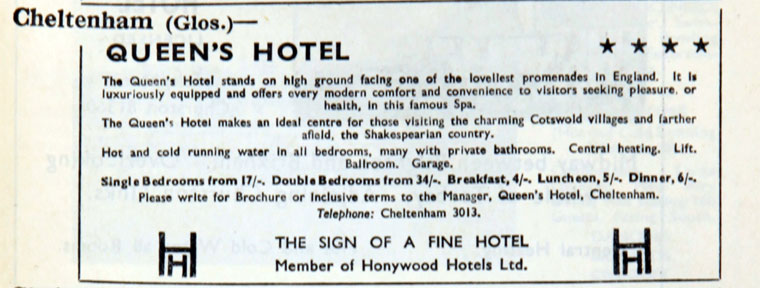 Cheltenham (Glos.)—
QUEEN'S HOTEL ★ ★ ★ ★
The Queen's Hotel stands on high ground facing one of the loveliest promenades in England. It is
luxuriously equipped and offers every modern comfort and convenience to visitors seeking pleasure, or
health, in this famous Spa.
The Queen's Hotel makes an ideal centre for those visiting the charming Cotswold villages and farther
afield, the Shakespearian country.
Hot and cold running water in all bedrooms, many with private bathrooms. Central heating. Lift.
Ballroom. Garage.
Single Bedrooms from 17/-. Double Bedrooms from 34/-. Breakfast, 4/-. Luncheon, 5/-. Dinner, 6/-.
Please write for Brochure or Inclusive terms to the Manager, Queen's Hotel, Cheltenham.
Telephone: Cheltenham 3013.
THE SIGN OF A FINE HOTEL
Member of Honywood Hotels Ltd.
HH HH